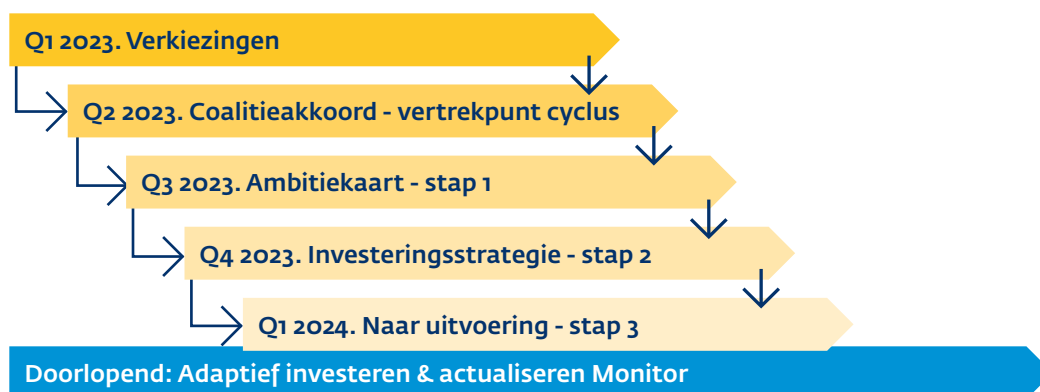 Q1 2023. Verkiezingen
Q2 2023. Coalitieakkoord - vertrekpunt cyclus
Q3 2023. Ambitiekaart - stap 1
Q4 2023. Investeringsstrategie - stap 2
Q1 2024. Naar uitvoering - stap 3
Doorlopend: Adaptief investeren & actualiseren Monitor